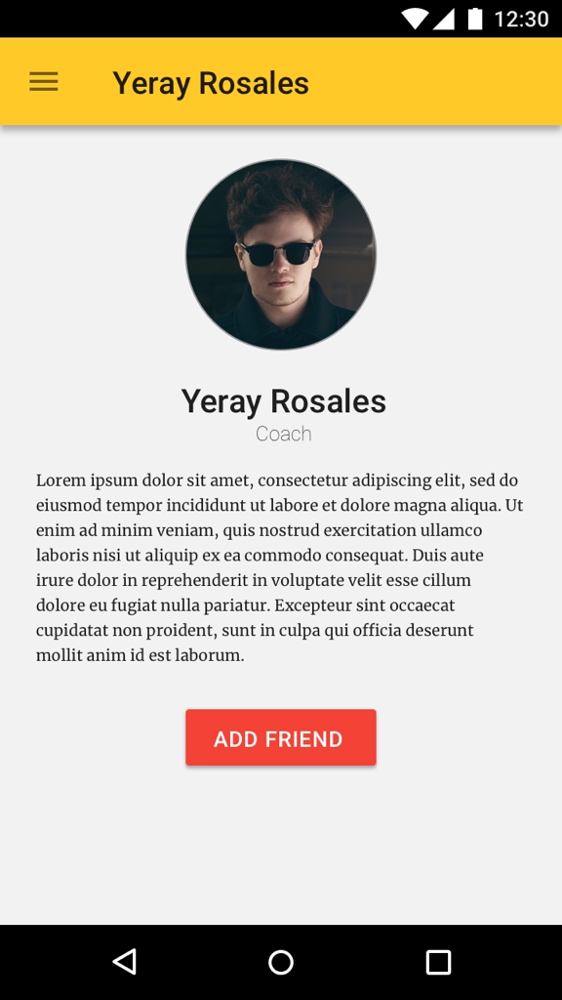 12:30
Yeray Rosales
Yeray Rosales
Coach
Lorem ipsum dolor sit amet, consectetur adipiscing elit, sed do
eiusmod tempor incididunt ut labore et dolore magna aliqua. Ut
enim ad minim veniam, quis nostrud exercitation ullamco
laboris nisi ut aliquip ex ea commodo consequat. Duis aute
irure dolor in reprehenderit in voluptate velit esse cillum
dolore eu fugiat nulla pariatur. Excepteur sint occaecat
cupidatat non proident, sunt in culpa qui officia deserunt
mollit anim id est laborum.
ADD FRIEND